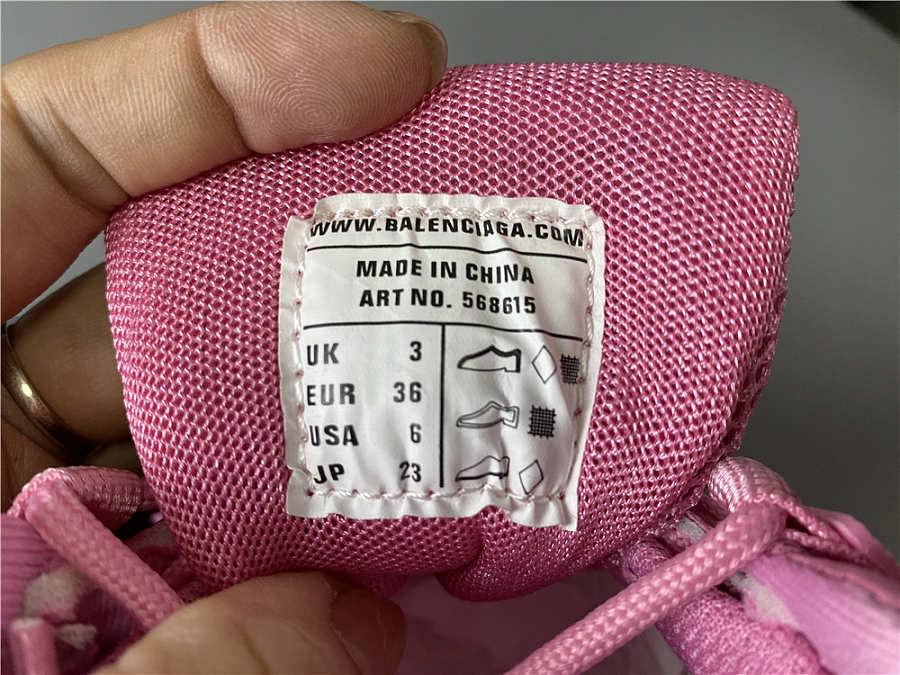 WWW.BALENCIAGA.COM
MADE IN CHINA
ART NO. 568615
UK 3
EUR 36
USA 6
JP 23